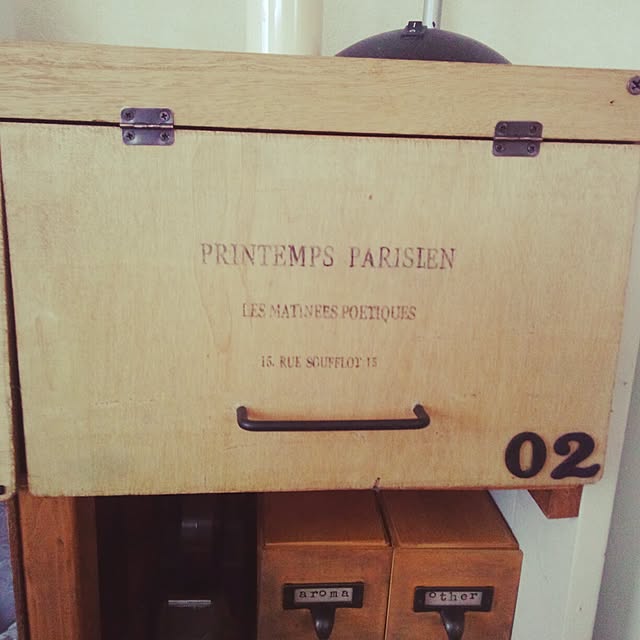 PRINTEMPS PARISIEN
LES MATINEES POETIQUES
15. RUE SOUFFLOT 15
02
aroma
other